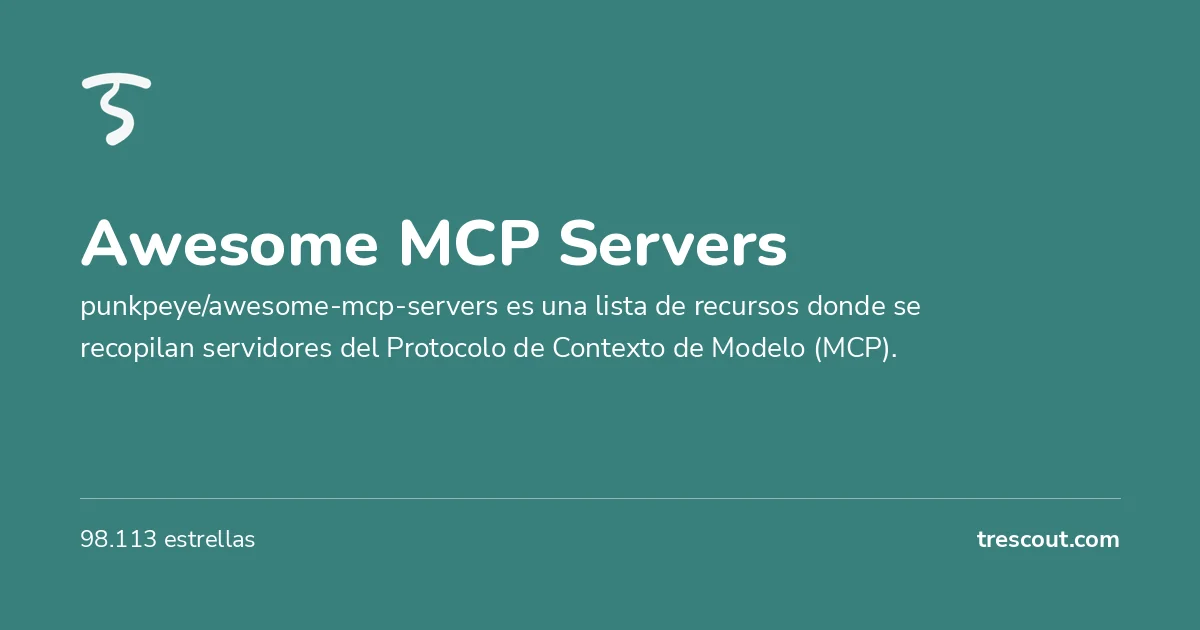 Awesome MCP Servers
punkpeye/awesome-mcp-servers es una lista de recursos donde se
recopilan servidores del Protocolo de Contexto de Modelo (MCP).
98.113 estrellas
trescout.com